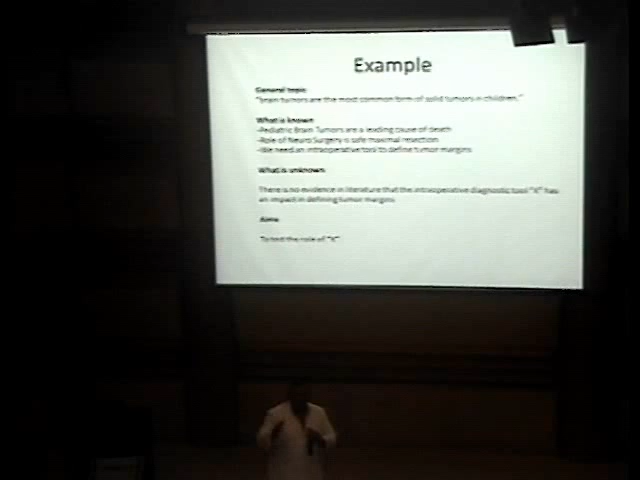 Example
General topic
"brain tumors are the most common form of solid tumors in children."
What is known
-Pediatric Brain Tumors are a leading cause of death
-Role of Neuro Surgery is safe maximal resection
-We need an intraoperative tool to define tumor margins
What is unknown
There is no evidence in literature that the intraoperative diagnostic tool "X" has
an impact in defining tumor margins
Aims
To test the role of "X"